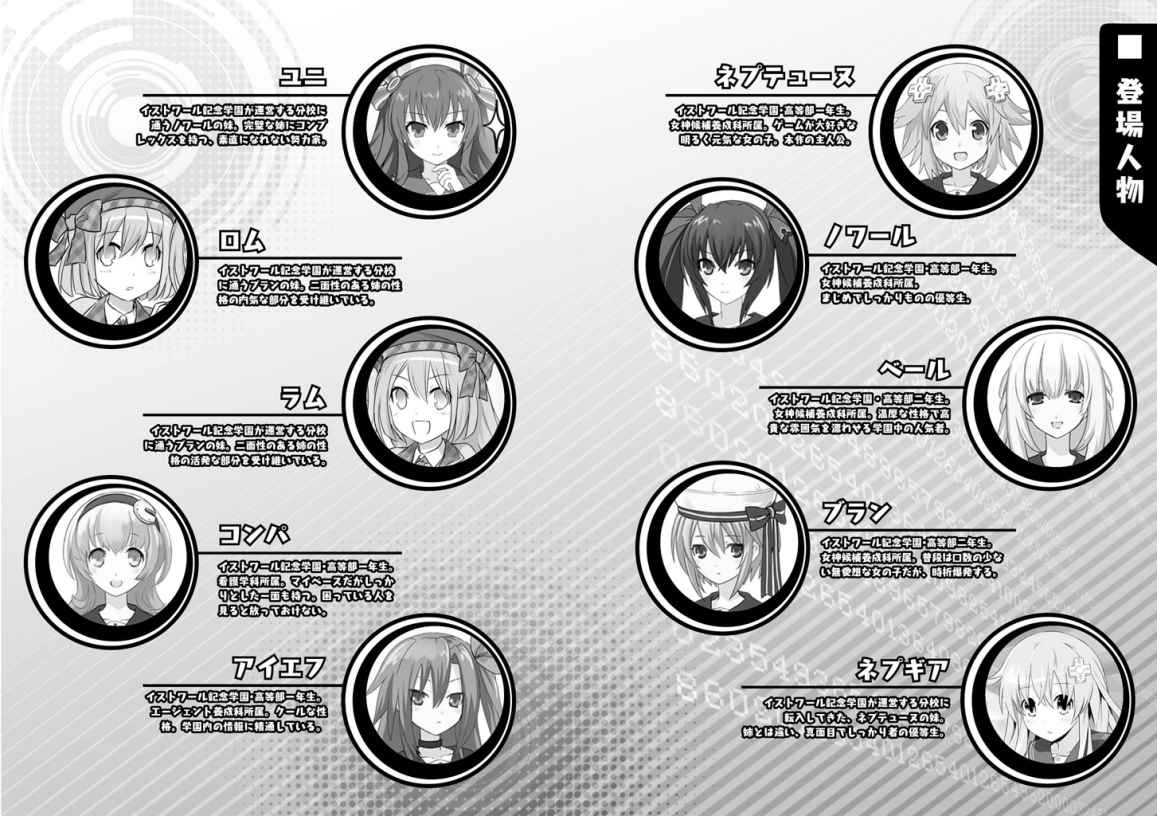 ■登場人物
ネプテューヌ
イストワール記念学園・高等部一年生。
女神候補養成科所属。ゲームが大好きな
明るく元気な女の子。本作の主人公。
ノワール
イストワール記念学園・高等部一年生。
女神候補養成科所属。
まじめでしっかりものの優等生。
ベール
イストワール記念学園・高等部二年生。
女神候補養成科所属。温厚な性格で高
貴な雰囲気を漂わせる学園中の人気者。
ブラン
イストワール記念学園・高等部二年生。
女神候補養成科所属。普段は口数の少な
い無愛想な女の子だが、時折爆発する。
ネプギア
イストワール記念学園が運営する分校に
転入してきた、ネプテューヌの妹。
姉とは違い、真面目でしっかり者の優等生。
ユニ
イストワール記念学園が運営する分校に
通うノワールの妹。完璧な姉にコンプ
レックスを持つ、素直になれない努力家。
ロム
イストワール記念学園が運営する分校
に通うブランの妹。二面性のある姉の性
格の内気な部分を受け継いでいる。
ラム
イストワール記念学園が運営する分校
に通うブランの妹。二面性のある姉の性
格の活発な部分を受け継いでいる。
コンパ
イストワール記念学園・高等部一年生。
看護学科所属。マイペースだがしっか
りとした一面も持つ。困っている人を
見ると放っておけない。
アイエフ
イストワール記念学園・高等部一年生。
エージェント養成科所属。クールな性
格。学園内の情報に精通している。